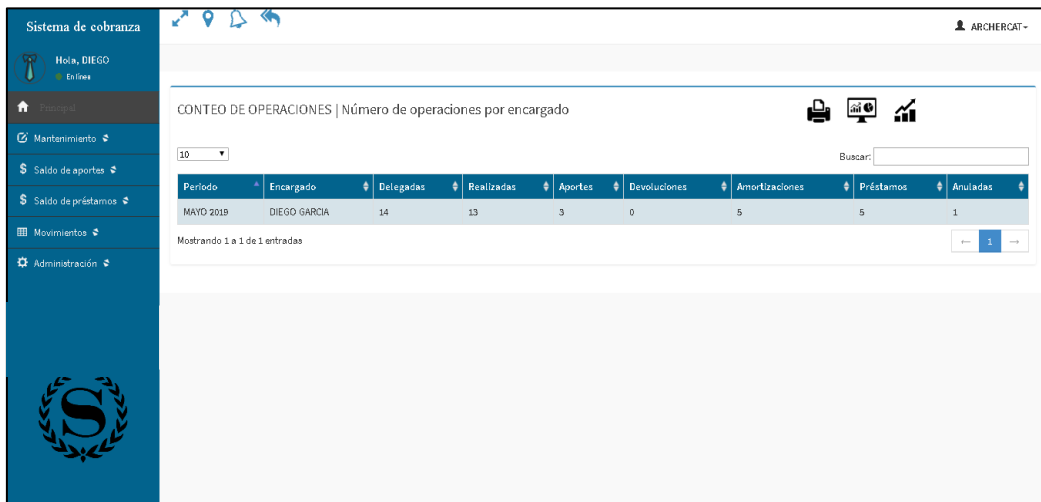 Sistema de cobranza
ARCHERCAT
Hola, DIEGO
En línea
Principal
Mantenimiento
$ Saldo de aportes
$ Saldo de préstamos
Movimientos
Administración
S
CONTEO DE OPERACIONES | Número de operaciones por encargado
10
Buscar:
Período Encargado Delegadas Realizadas Aportes Devoluciones Amortizaciones Préstamos Anuladas
MAYO 2019 DIEGO GARCIA 14 13 3 0 5 5 1
Mostrando 1 a 1 de 1 entradas
← 1 →